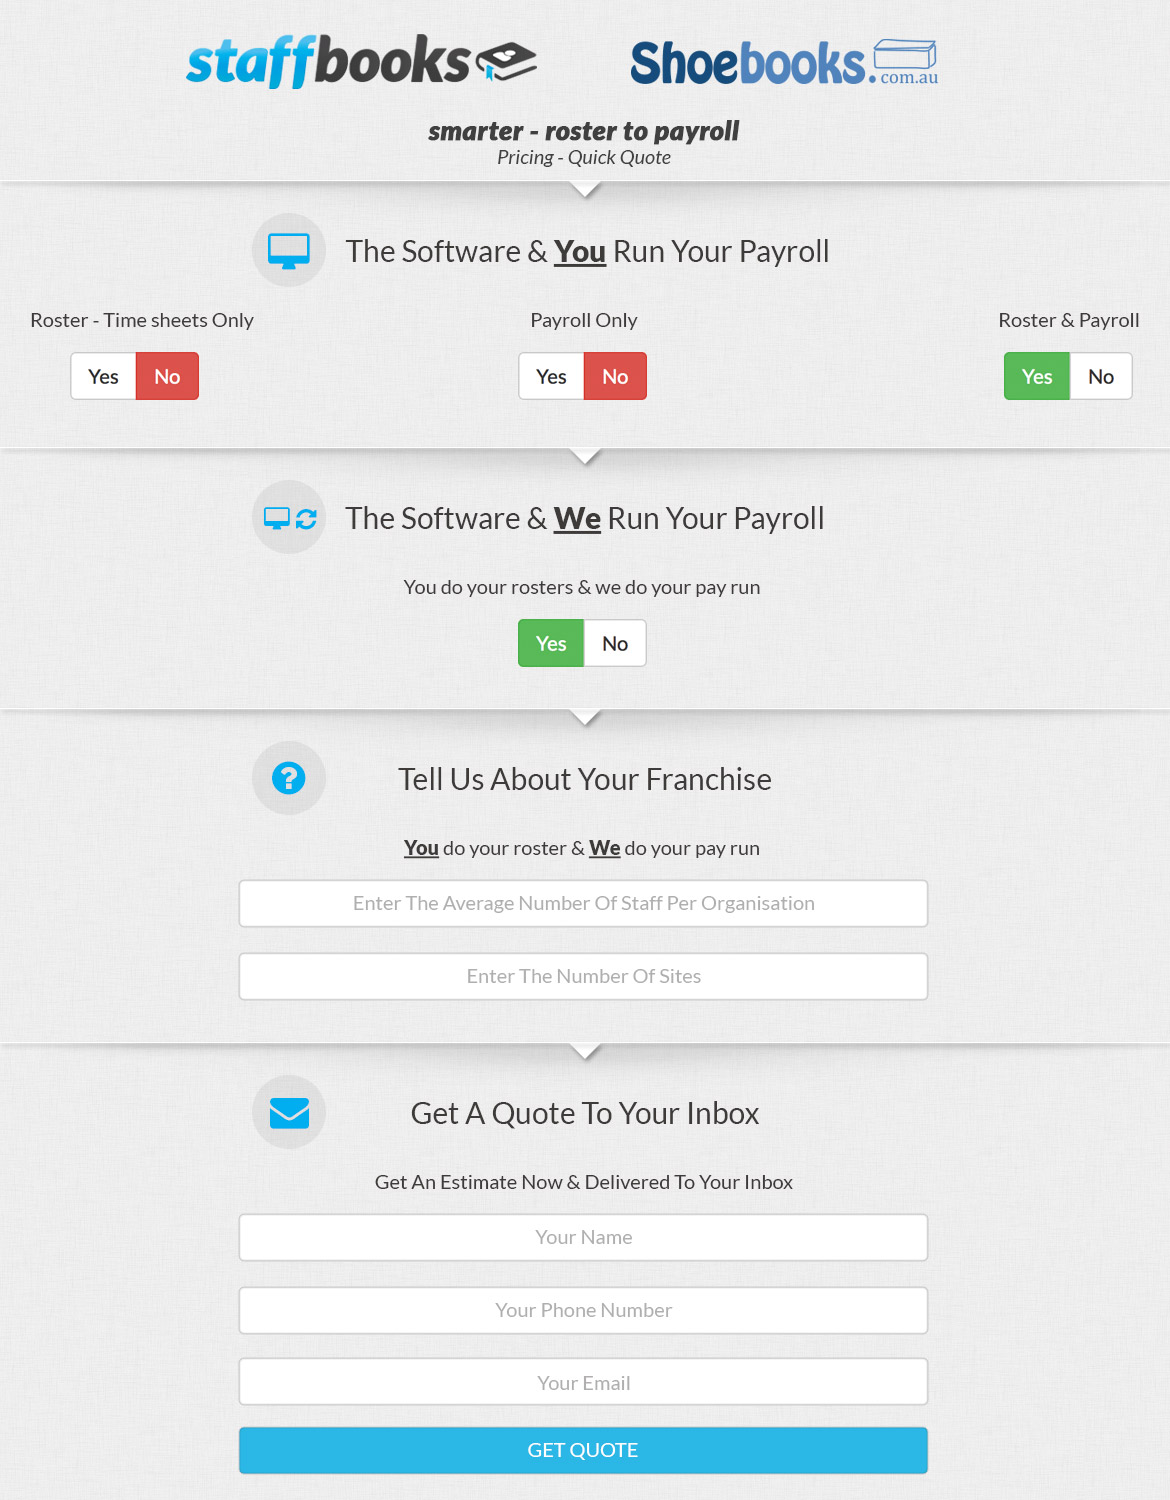 staffbooks
Shoebooks.com.au
smarter - roster to payroll
Pricing - Quick Quote
The Software & You Run Your Payroll
Roster - Time sheets Only
Payroll Only
Roster & Payroll
Yes No
Yes No
Yes No
The Software & We Run Your Payroll
You do your rosters & we do your pay run
Yes No
Tell Us About Your Franchise
You do your roster & We do your pay run
Enter The Average Number Of Staff Per Organisation
Enter The Number Of Sites
Get A Quote To Your Inbox
Get An Estimate Now & Delivered To Your Inbox
Your Name
Your Phone Number
Your Email
GET QUOTE